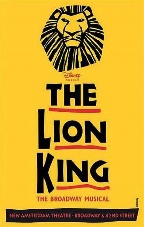 Disney
PRESENTS
THE
LION
KING
THE BROADWAY MUSICAL
NEW AMSTERDAM THEATRE • BROADWAY & 42ND STREET